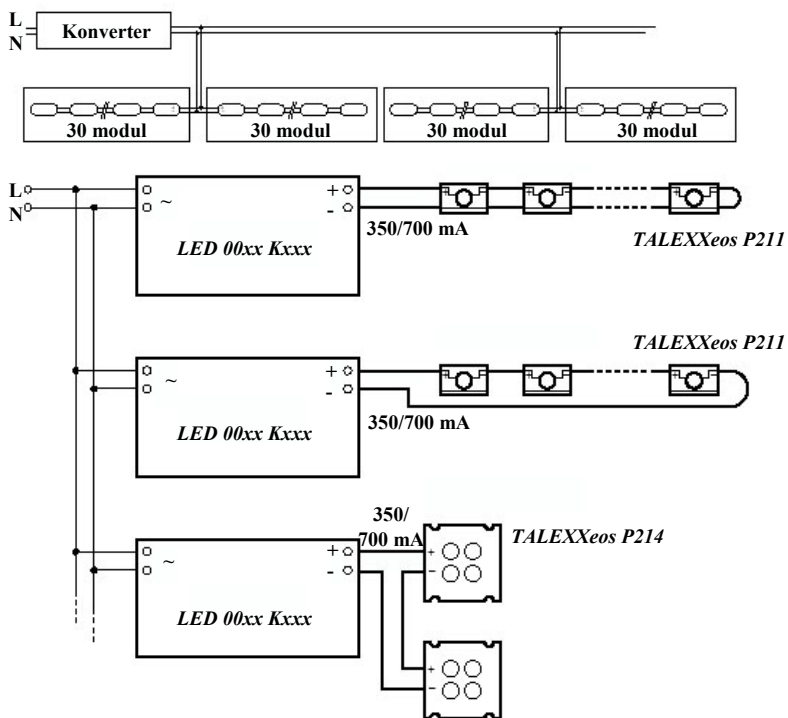 L
N
Konverter
30 modul
30 modul
30 modul
30 modul
L
N
~
+
-
LED 00xx Kxxx
350/700 mA
TALEXXeos P211
TALEXXeos P211
~
+
-
LED 00xx Kxxx
350/700 mA
350/
700 mA
TALEXXeos P214
~
+
-
LED 00xx Kxxx
+
-
+
-